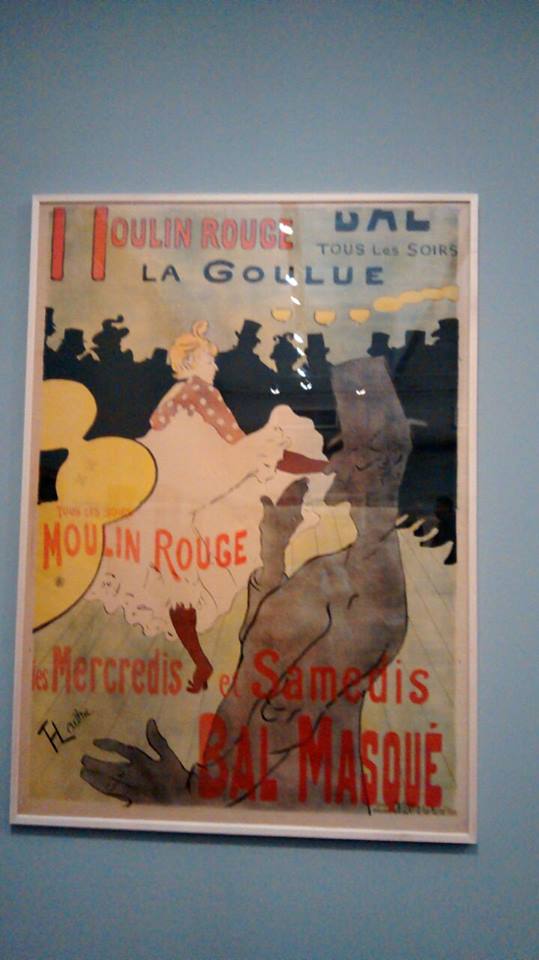 MOULIN ROUGE BAL
TOUS LES SOIRS
LA GOULUE
TOUS LES SOIRS
MOULIN ROUGE
les Mercredis et Samedis
BAL MASQUÉ
HLautrec